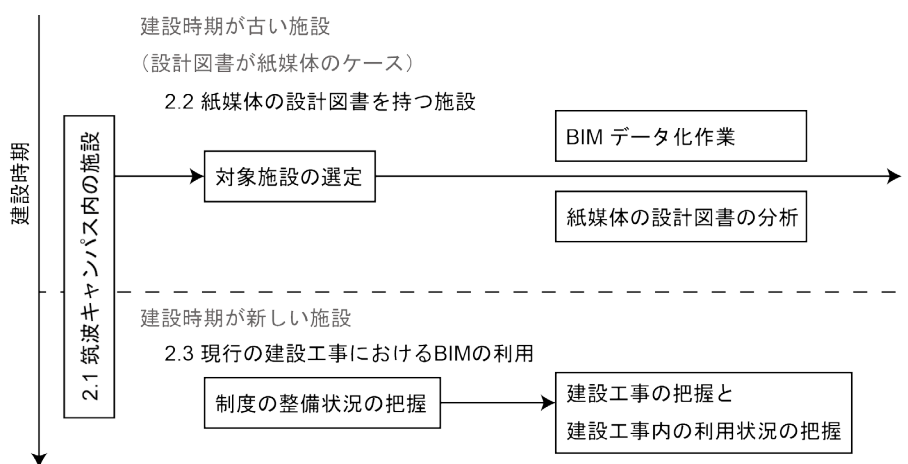 建設時期
2.1 筑波キャンパス内の施設
建設時期が古い施設
（設計図書が紙媒体のケース）
2.2 紙媒体の設計図書を持つ施設
対象施設の選定
BIM データ化作業
紙媒体の設計図書の分析
建設時期が新しい施設
2.3 現行の建設工事におけるBIMの利用
制度の整備状況の把握
建設工事の把握と
建設工事内の利用状況の把握